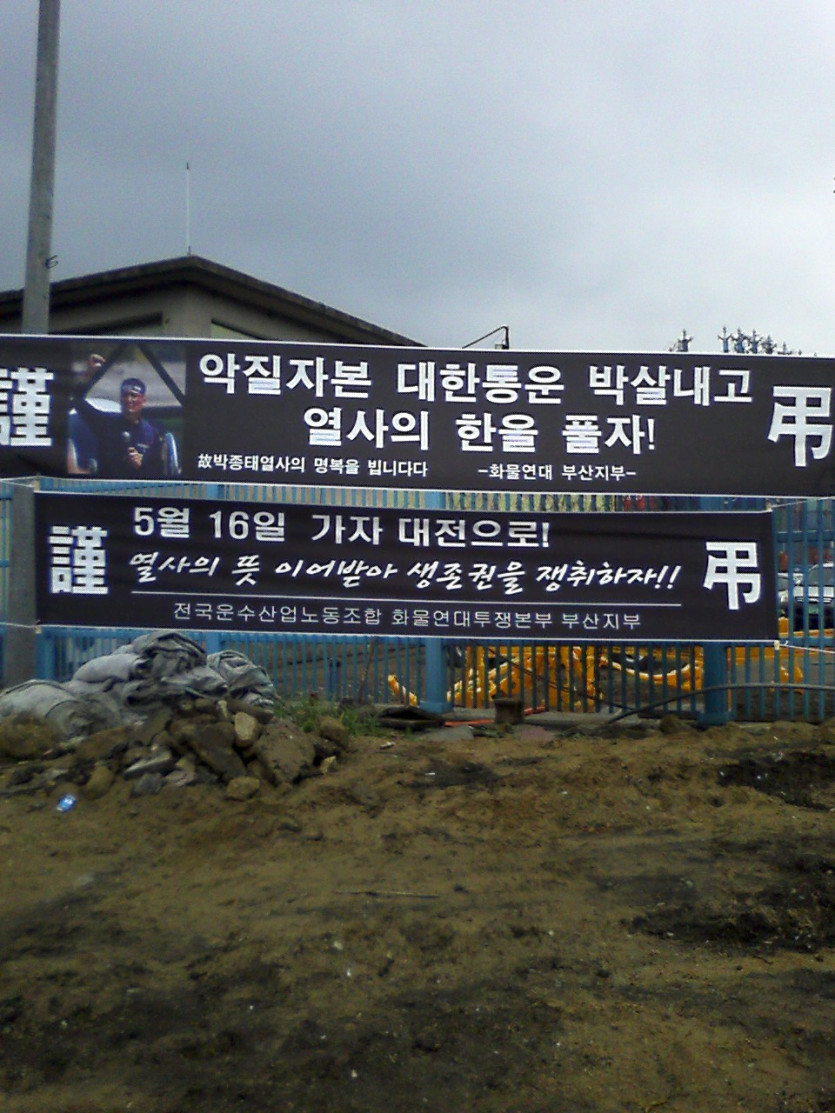 謹
악질자본 대한통운 박살내고
열사의 한을 풀자!
故박종태열사의 명복을 빕니다다
-화물연대 부산지부-
弔
謹
5월 16일 가자 대전으로!
열사의 뜻 이어받아 생존권을 쟁취하자!!
전국운수산업노동조합 화물연대투쟁본부 부산지부
弔